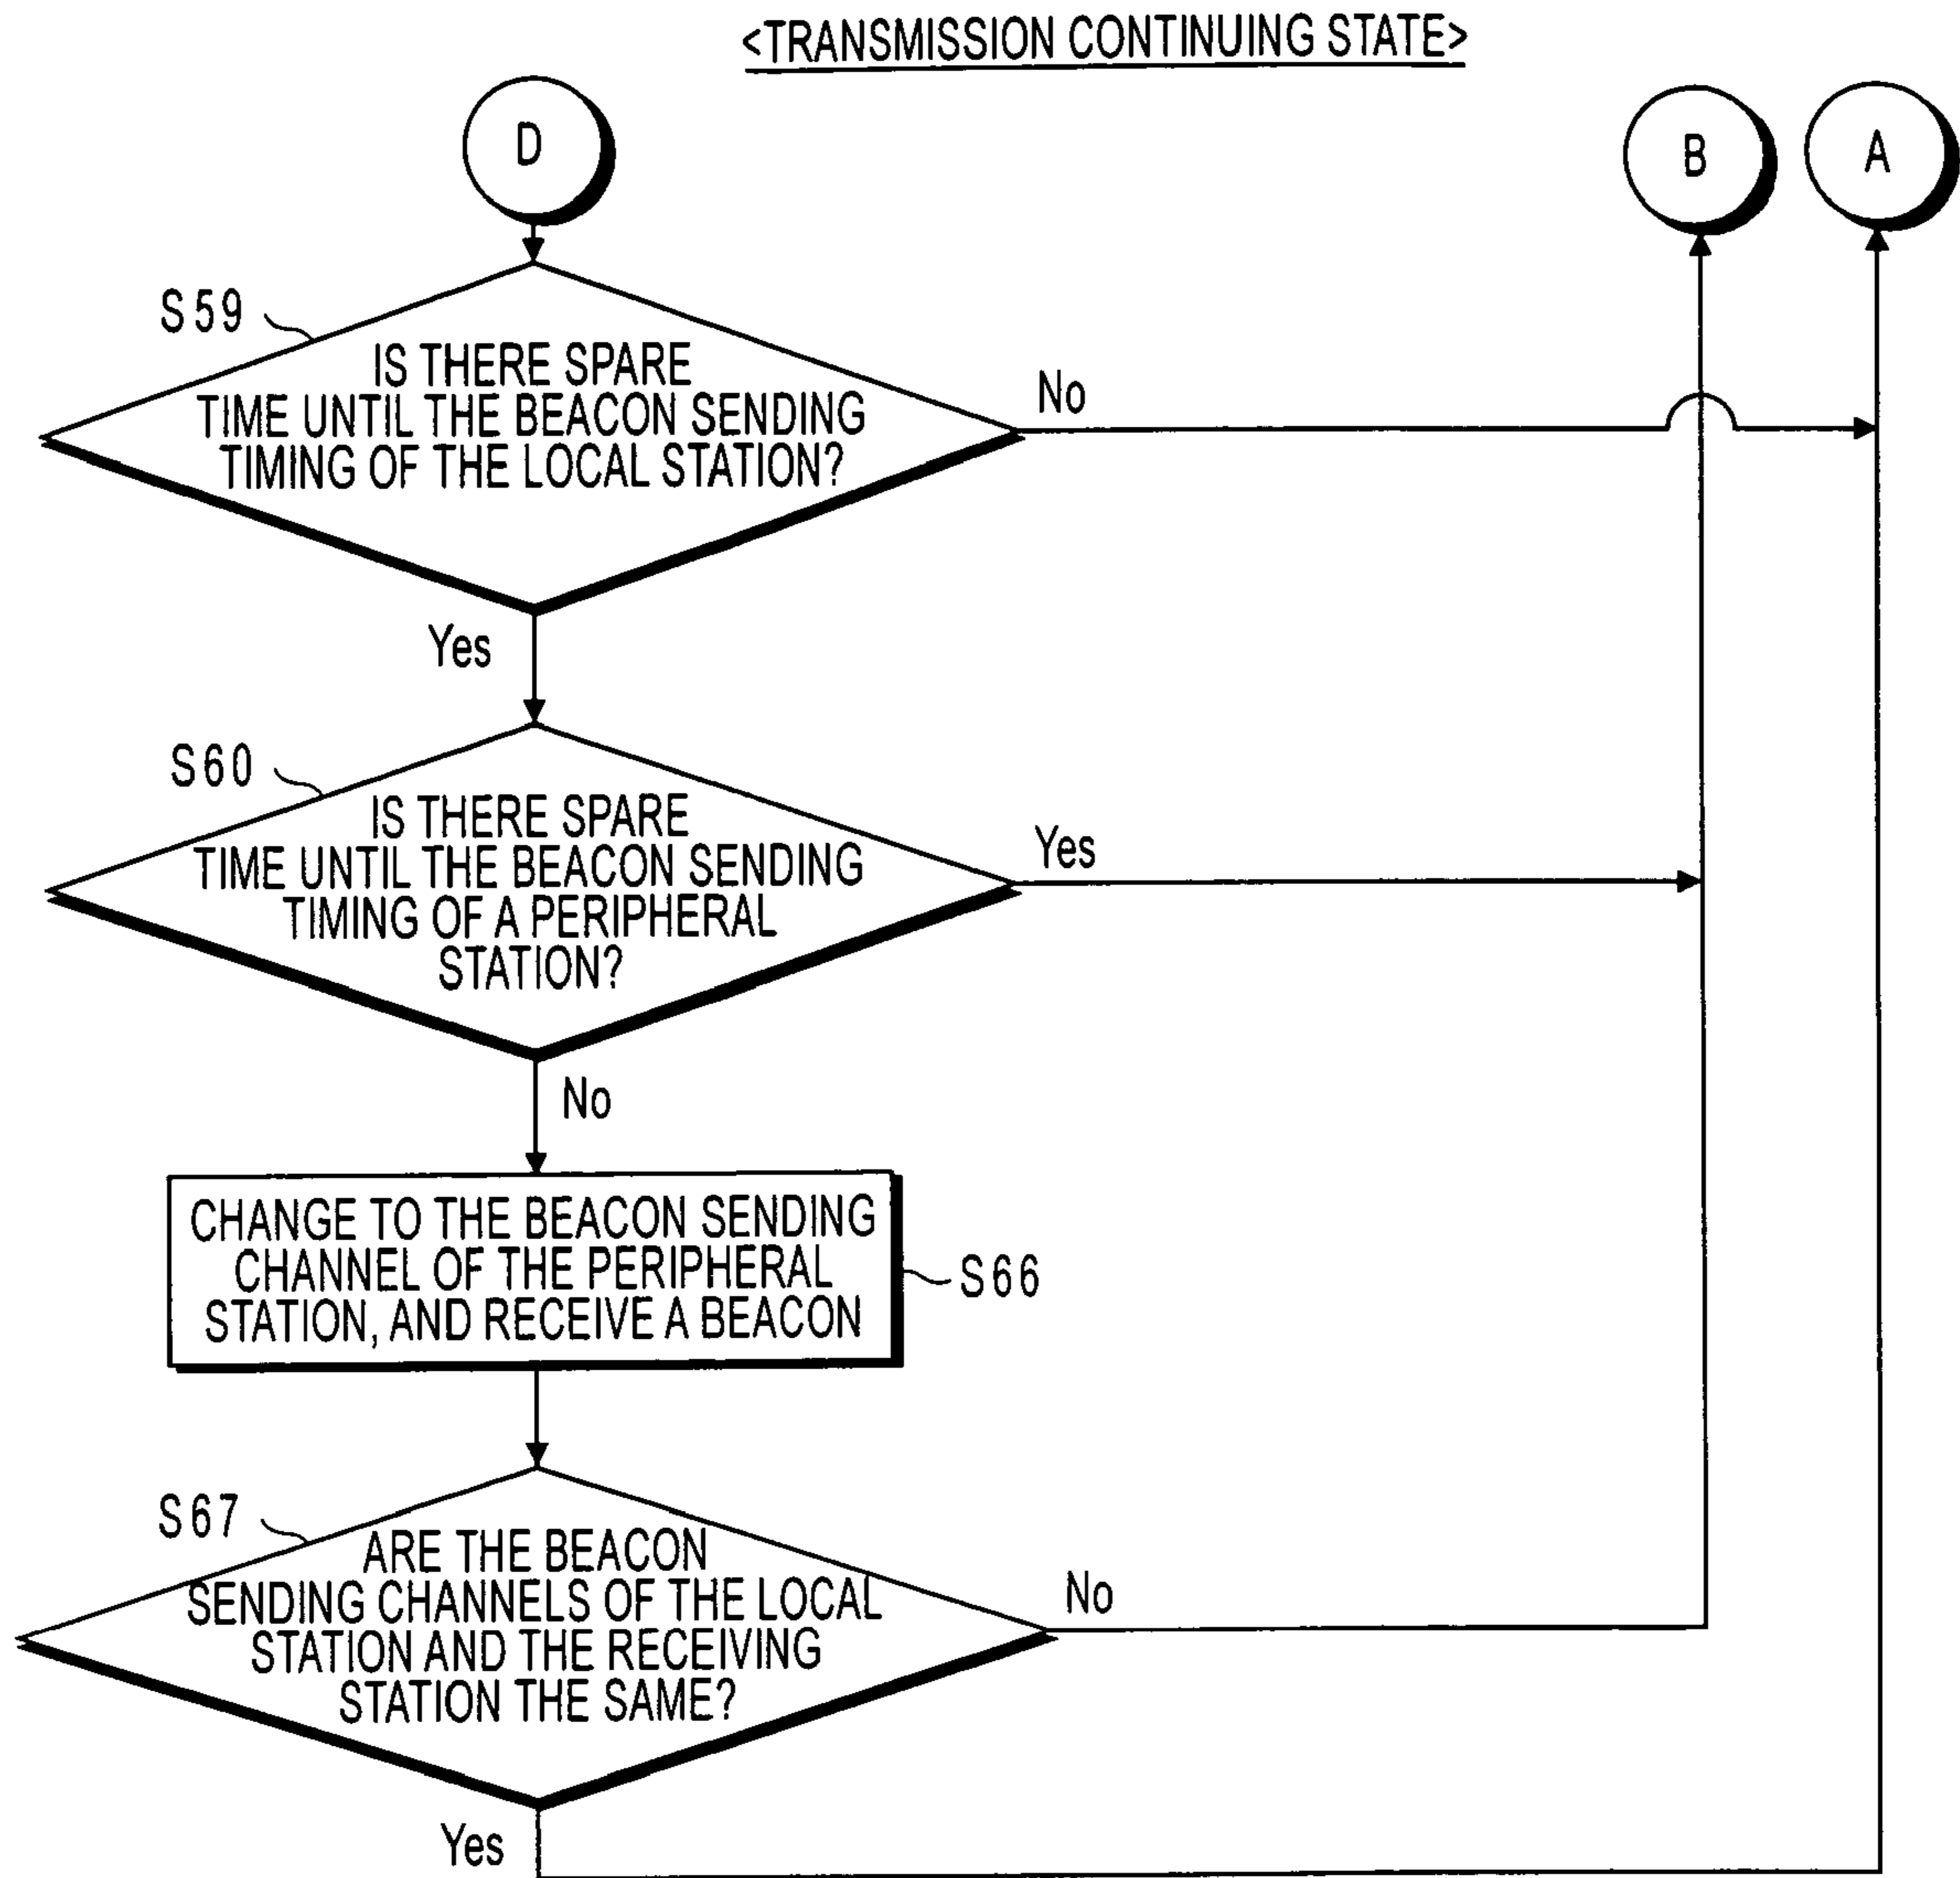 <TRANSMISSION CONTINUING STATE>
D
B
A
S59
IS THERE SPARE
TIME UNTIL THE BEACON SENDING
TIMING OF THE LOCAL STATION?
No
Yes
S60
IS THERE SPARE
TIME UNTIL THE BEACON SENDING
TIMING OF A PERIPHERAL
STATION?
Yes
No
CHANGE TO THE BEACON SENDING
CHANNEL OF THE PERIPHERAL
STATION, AND RECEIVE A BEACON
S66
S67
ARE THE BEACON
SENDING CHANNELS OF THE LOCAL
STATION AND THE RECEIVING
STATION THE SAME?
No
Yes